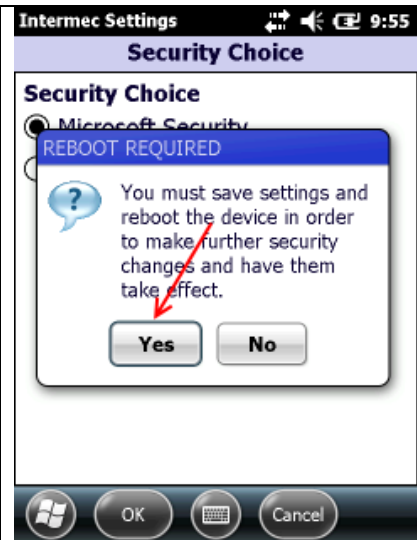 Intermec Settings 9:55
Security Choice
Security Choice
Microsoft Security
REBOOT REQUIRED
?
You must save settings and
reboot the device in order
to make further security
changes and have them
take effect.
Yes No
OK Cancel